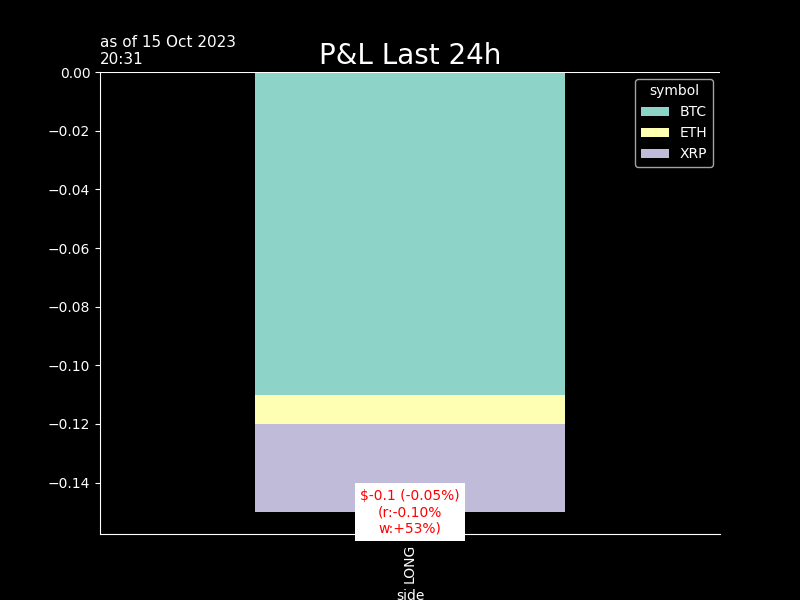 as of 15 Oct 2023
20:31
P&L Last 24h
0.00
−0.02
−0.04
−0.06
−0.08
−0.10
−0.12
−0.14
symbol
BTC
ETH
XRP
$-0.1 (-0.05%)
(r:-0.10%
w:+53%)
LONG
side